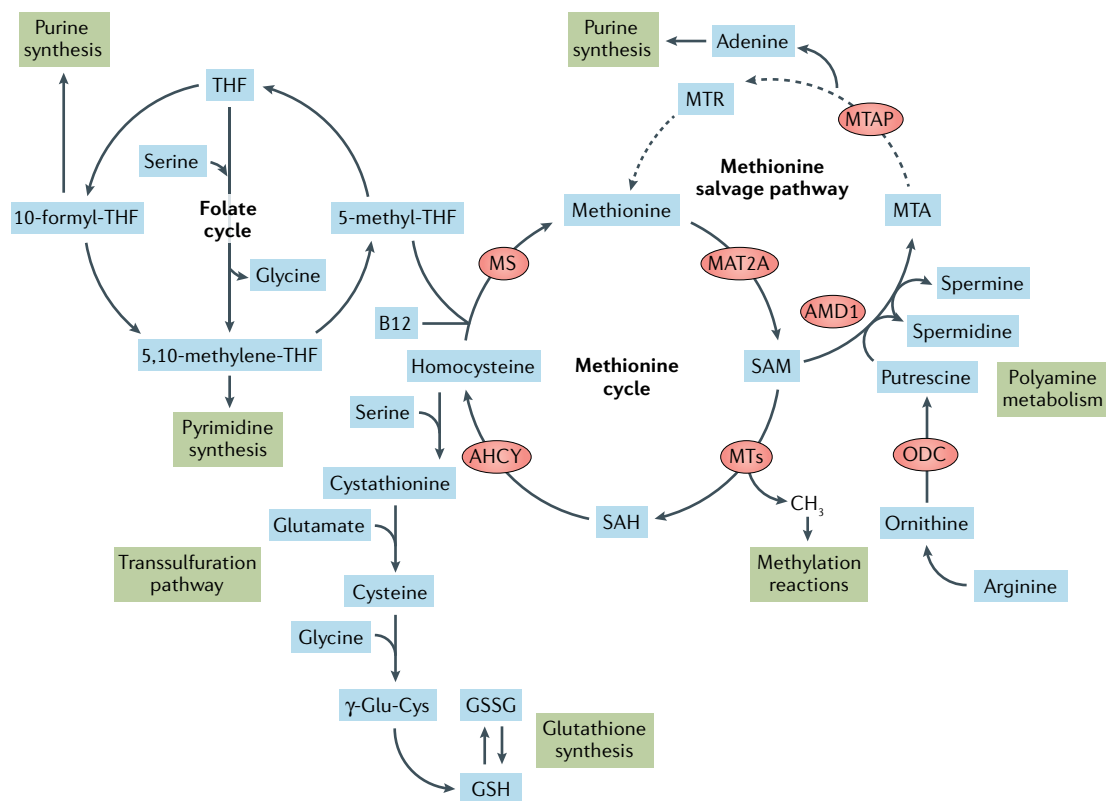 Purine
synthesis
THF
Serine
10-formyl-THF
Folate
cycle
5-methyl-THF
Glycine
B12
5,10-methylene-THF
Pyrimidine
synthesis
Purine
synthesis
Adenine
MTR
MTAP
Methionine
salvage pathway
Methionine
MTA
MS
MAT2A
AMD1
Spermine
Spermidine
Homocysteine
Methionine
cycle
SAM
Putrescine
Polyamine
metabolism
Serine
AHCY
MTs
ODC
Cystathionine
SAH
CH₃
Ornithine
Glutamate
Transsulfuration
pathway
Methylation
reactions
Arginine
Cysteine
Glycine
γ-Glu-Cys
GSSG
Glutathione
synthesis
GSH